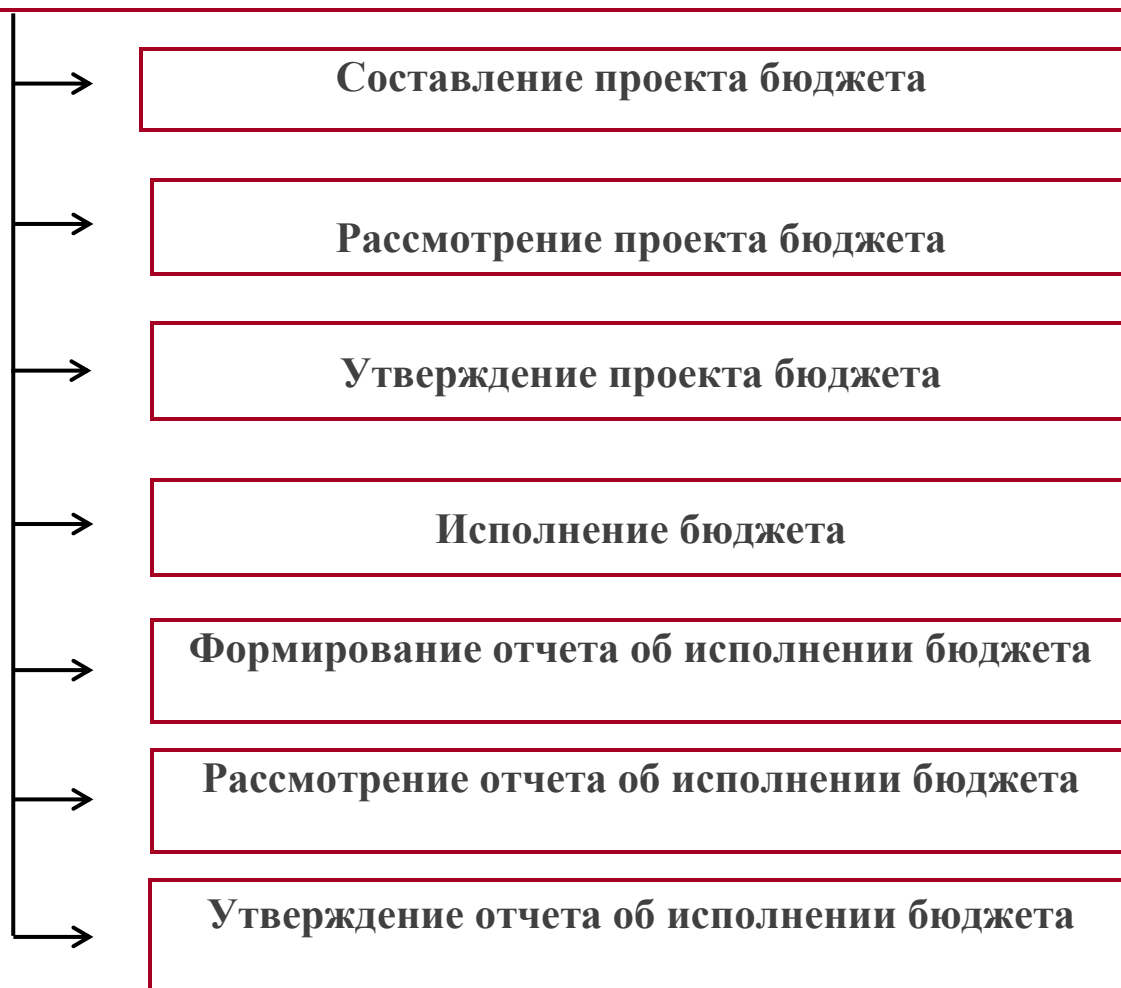 Составление проекта бюджета
Рассмотрение проекта бюджета
Утверждение проекта бюджета
Исполнение бюджета
Формирование отчета об исполнении бюджета
Рассмотрение отчета об исполнении бюджета
Утверждение отчета об исполнении бюджета